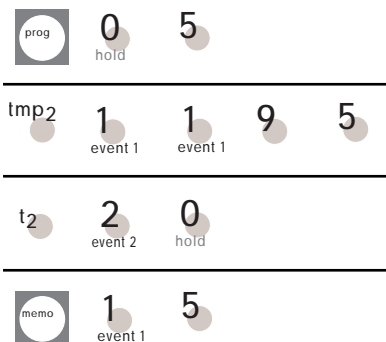 prog 0 5
hold
tmp2 1 1 9 5
event 1 event 1
t2 2 0
event 2 hold
memo 1 5
event 1